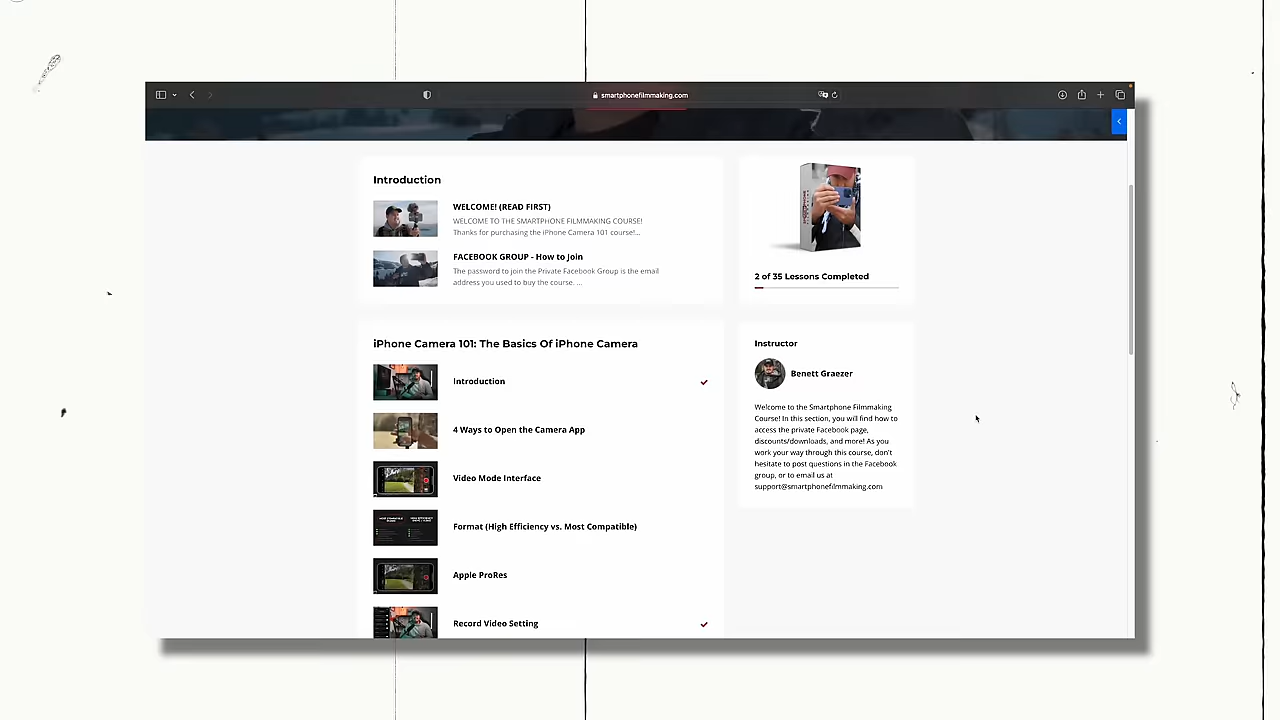 smartphonefilmmaking.com
Introduction
WELCOME! (READ FIRST)
WELCOME TO THE SMARTPHONE FILMMAKING COURSE!
Thanks for purchasing the iPhone Camera 101 course!...
FACEBOOK GROUP - How to Join
The password to join the Private Facebook Group is the email
address you used to buy the course. ...
iPhone Camera 101: The Basics Of iPhone Camera
Introduction
4 Ways to Open the Camera App
Video Mode Interface
Format (High Efficiency vs. Most Compatible)
Apple ProRes
Record Video Setting
2 of 35 Lessons Completed
Instructor
Benett Graezer
Welcome to the Smartphone Filmmaking
Course! In this section, you will find how to
access the private Facebook page,
discounts/downloads, and more! As you
work your way through this course, don't
hesitate to post questions in the Facebook
group, or to email us at
support@smartphonefilmmaking.com